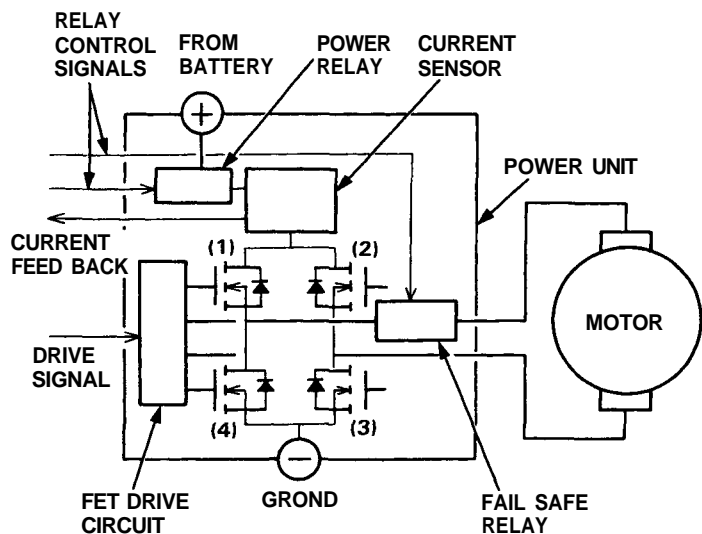 RELAY
CONTROL
SIGNALS
FROM
BATTERY
POWER
RELAY
CURRENT
SENSOR
+
POWER UNIT
CURRENT
FEED BACK
(1)
(2)
MOTOR
DRIVE
SIGNAL
(4)
(3)
−
FET DRIVE
CIRCUIT
GROND
FAIL SAFE
RELAY